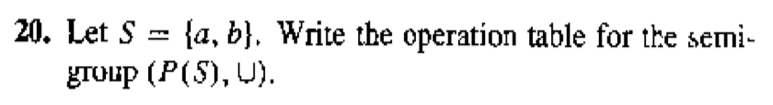 20. Let S = {a, b}. Write the operation table for the semi-
group (P(S), ∪).